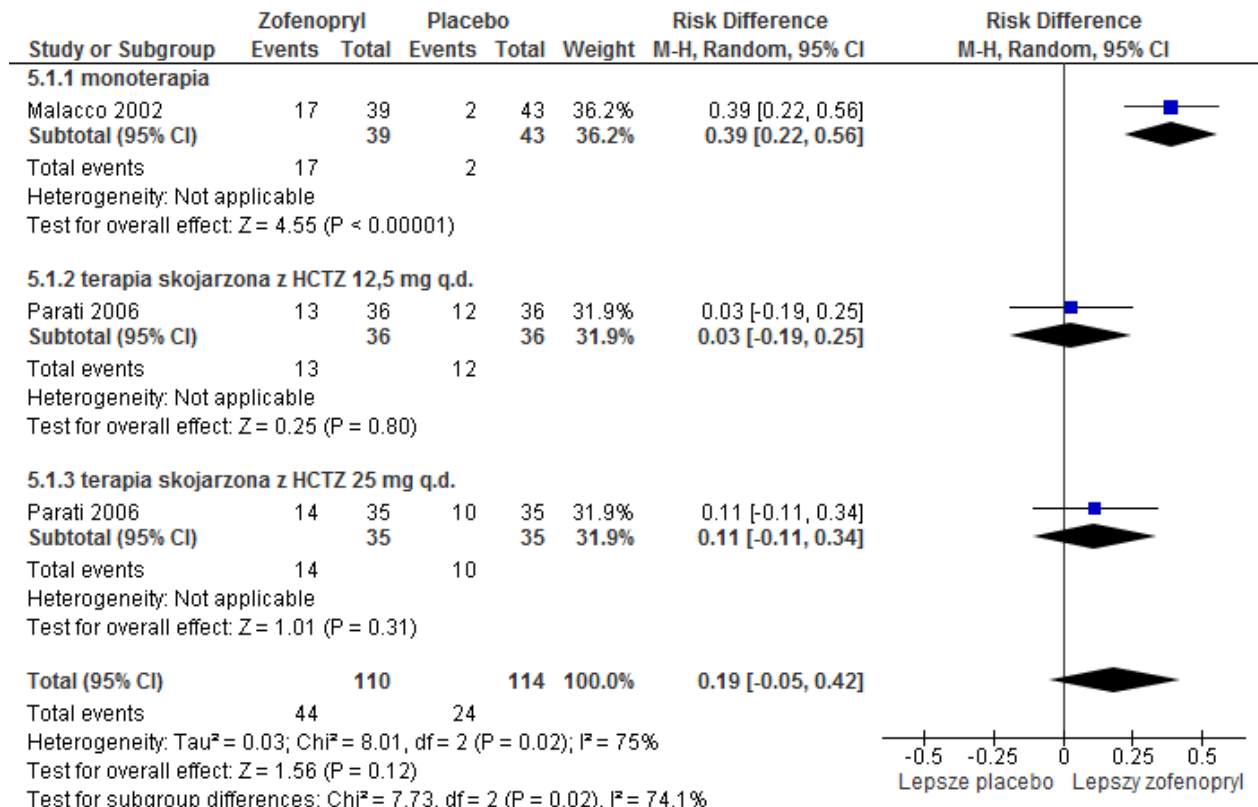 Zofenopryl Placebo Risk Difference Risk Difference
Study or Subgroup Events Total Events Total Weight M-H, Random, 95% CI M-H, Random, 95% CI
5.1.1 monoterapia
Malacco 2002 17 39 2 43 36.2% 0.39 [0.22, 0.56]
Subtotal (95% CI) 39 43 36.2% 0.39 [0.22, 0.56]
Total events 17 2
Heterogeneity: Not applicable
Test for overall effect: Z = 4.55 (P < 0.00001)
5.1.2 terapia skojarzona z HCTZ 12,5 mg q.d.
Parati 2006 13 36 12 36 31.9% 0.03 [-0.19, 0.25]
Subtotal (95% CI) 36 36 31.9% 0.03 [-0.19, 0.25]
Total events 13 12
Heterogeneity: Not applicable
Test for overall effect: Z = 0.25 (P = 0.80)
5.1.3 terapia skojarzona z HCTZ 25 mg q.d.
Parati 2006 14 35 10 35 31.9% 0.11 [-0.11, 0.34]
Subtotal (95% CI) 35 35 31.9% 0.11 [-0.11, 0.34]
Total events 14 10
Heterogeneity: Not applicable
Test for overall effect: Z = 1.01 (P = 0.31)
Total (95% CI) 110 114 100.0% 0.19 [-0.05, 0.42]
Total events 44 24
Heterogeneity: Tau² = 0.03; Chi² = 8.01, df = 2 (P = 0.02); I² = 75%
Test for overall effect: Z = 1.56 (P = 0.12)
Test for subgroup differences: Chi² = 7.73, df = 2 (P = 0.02), I² = 74.1%
-0.5 -0.25 0 0.25 0.5
Lepsze placebo Lepszy zofenopryl